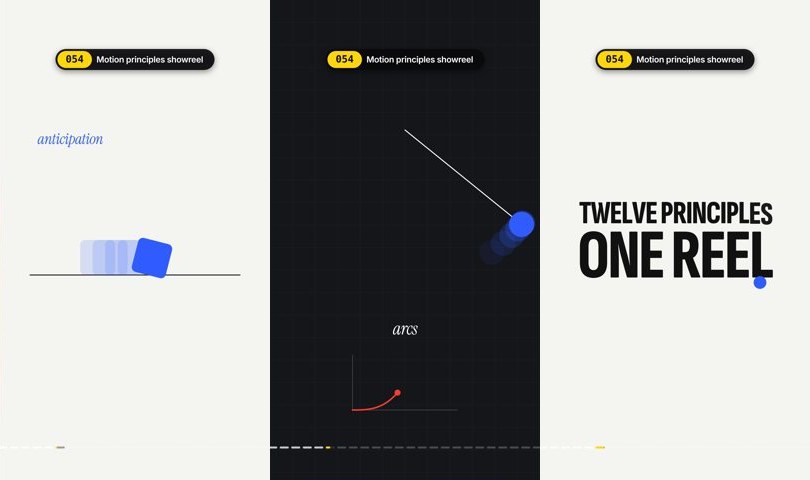 054 Motion principles showreel
anticipation
054 Motion principles showreel
arcs
054 Motion principles showreel
TWELVE PRINCIPLES
ONE REEL